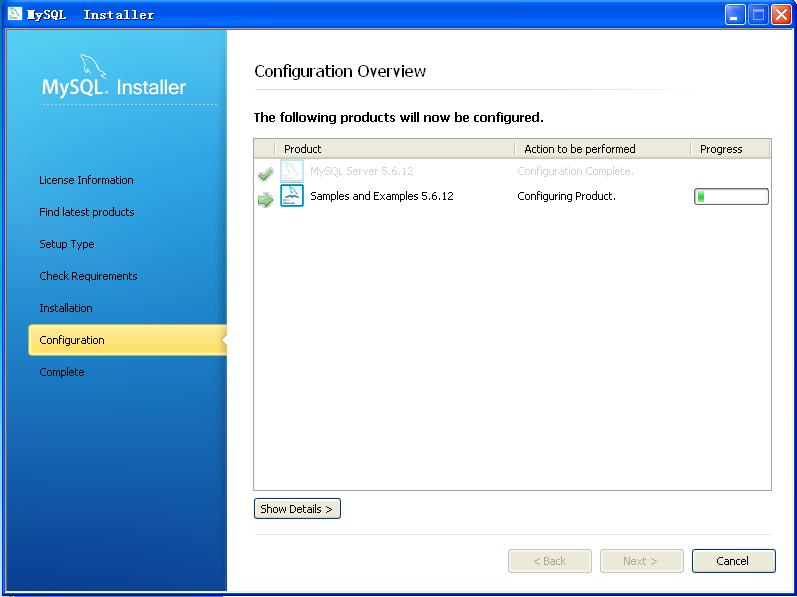 MySQL Installer
MySQL. Installer
License Information
Find latest products
Setup Type
Check Requirements
Installation
Configuration
Complete
Configuration Overview
The following products will now be configured.
Product Action to be performed Progress
MySQL Server 5.6.12 Configuration Complete.
Samples and Examples 5.6.12 Configuring Product.
Show Details >
< Back Next > Cancel